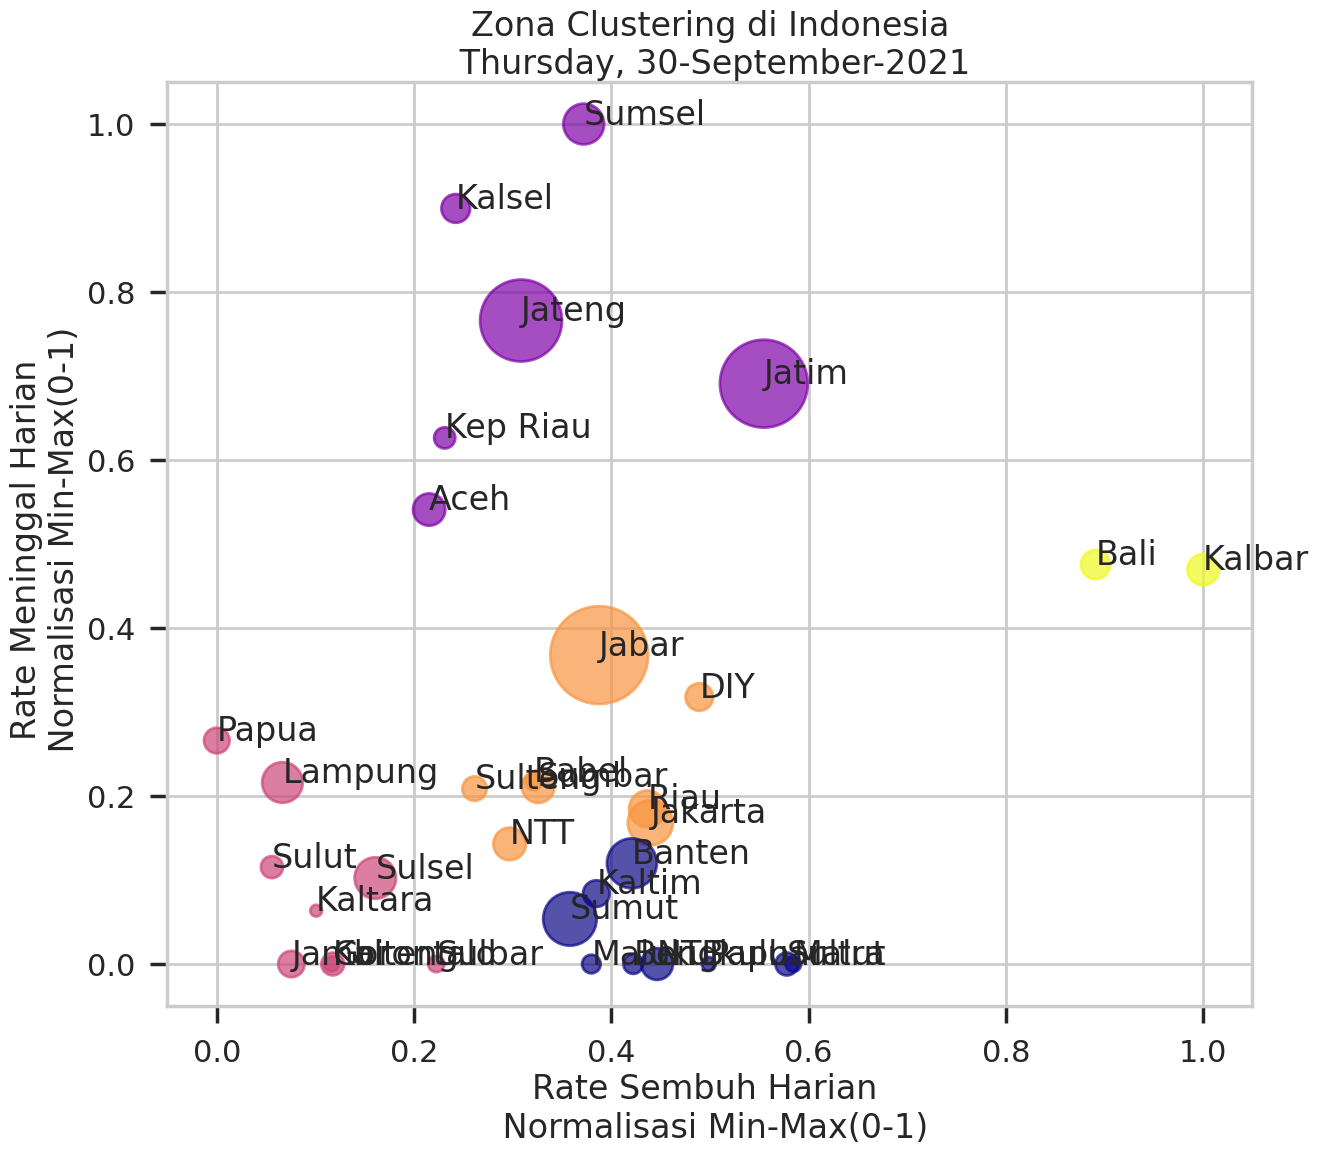 Zona Clustering di Indonesia
Thursday, 30-September-2021
Rate Meninggal Harian
Normalisasi Min-Max(0-1)
1.0
0.8
0.6
0.4
0.2
0.0
Sumsel
Kalsel
Jateng
Jatim
Kep Riau
Aceh
Bali
Kalbar
Jabar
DIY
Papua
Lampung
Sulteng
Babel
Sumbar
Riau
Jakarta
NTT
Banten
Sulut
Sulsel
Kaltim
Kaltara
Sumut
Sulbar
0.0
0.2
0.4
0.6
0.8
1.0
Rate Sembuh Harian
Normalisasi Min-Max(0-1)